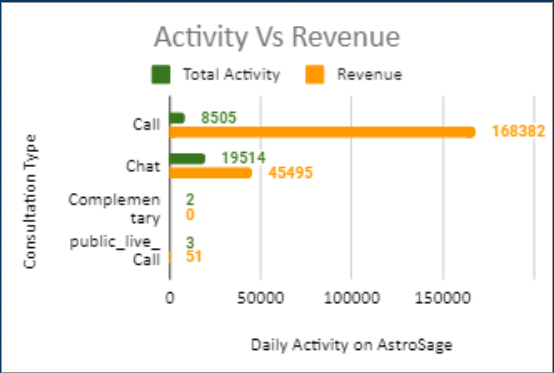 Activity Vs Revenue
Total Activity Revenue
Consultation Type
Call 8505
168382
Chat 19514
45495
Complemen 2
tary 0
public_live_ 3
Call 51
0 50000 100000 150000
Daily Activity on AstroSage